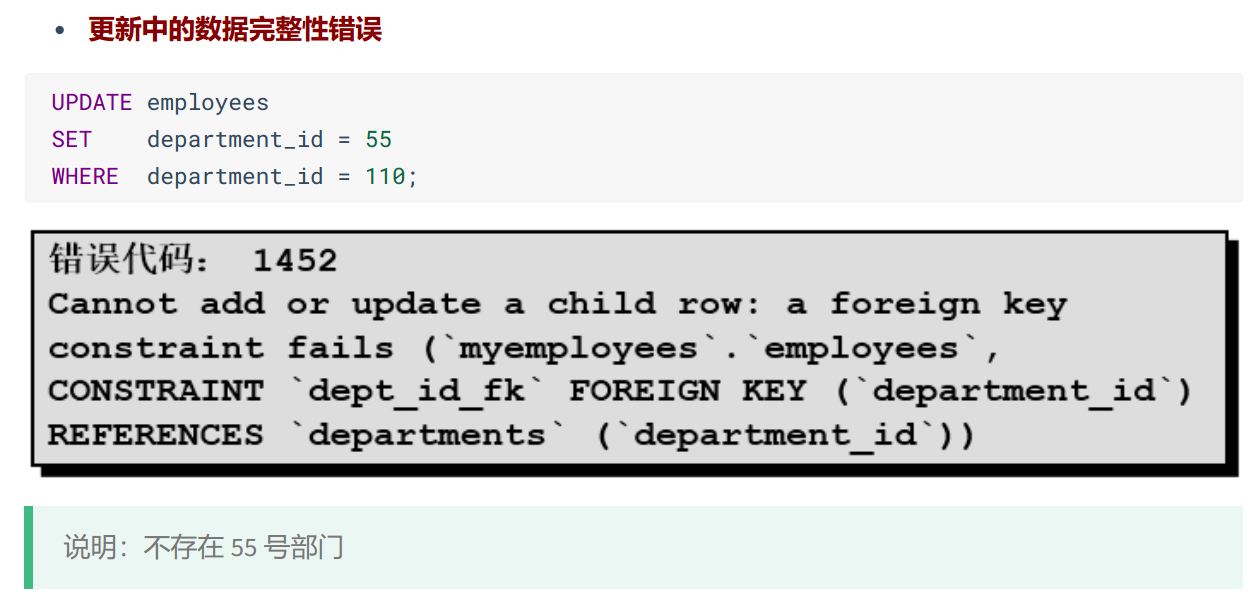 • 更新中的数据完整性错误
UPDATE employees
SET    department_id = 55
WHERE  department_id = 110;
错误代码： 1452
Cannot add or update a child row: a foreign key
constraint fails (`myemployees`.`employees`,
CONSTRAINT `dept_id_fk` FOREIGN KEY (`department_id`)
REFERENCES `departments` (`department_id`))
说明：不存在 55 号部门